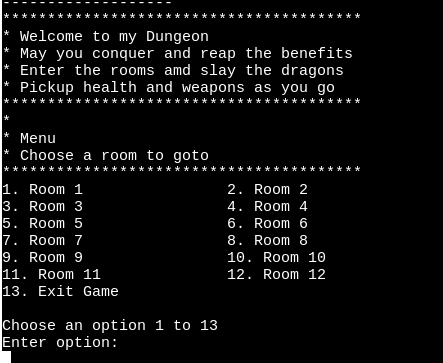 -------------------
****************************************
* Welcome to my Dungeon
* May you conquer and reap the benefits
* Enter the rooms amd slay the dragons
* Pickup health and weapons as you go
****************************************
*
* Menu
* Choose a room to goto
****************************************
1. Room 1                2. Room 2
3. Room 3                4. Room 4
5. Room 5                6. Room 6
7. Room 7                8. Room 8
9. Room 9                10. Room 10
11. Room 11              12. Room 12
13. Exit Game

Choose an option 1 to 13
Enter option: